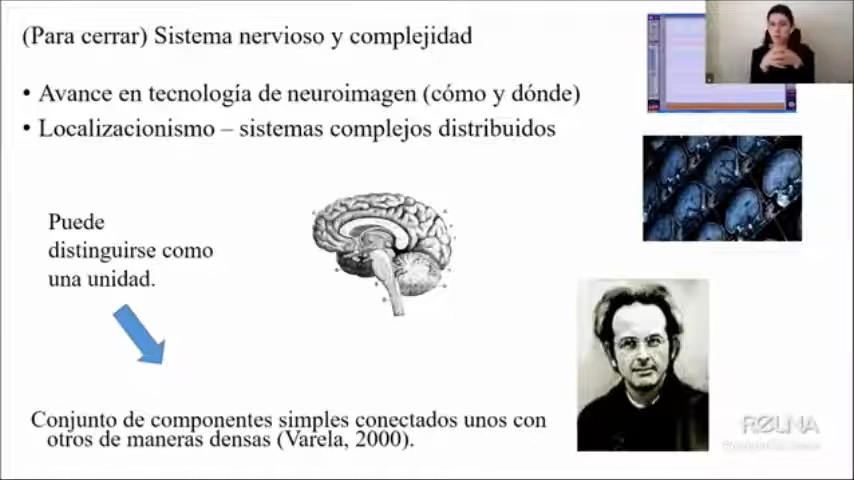 (Para cerrar) Sistema nervioso y complejidad
• Avance en tecnología de neuroimagen (cómo y dónde)
• Localizacionismo – sistemas complejos distribuidos
Puede
distinguirse como
una unidad.
Conjunto de componentes simples conectados unos con
otros de maneras densas (Varela, 2000).